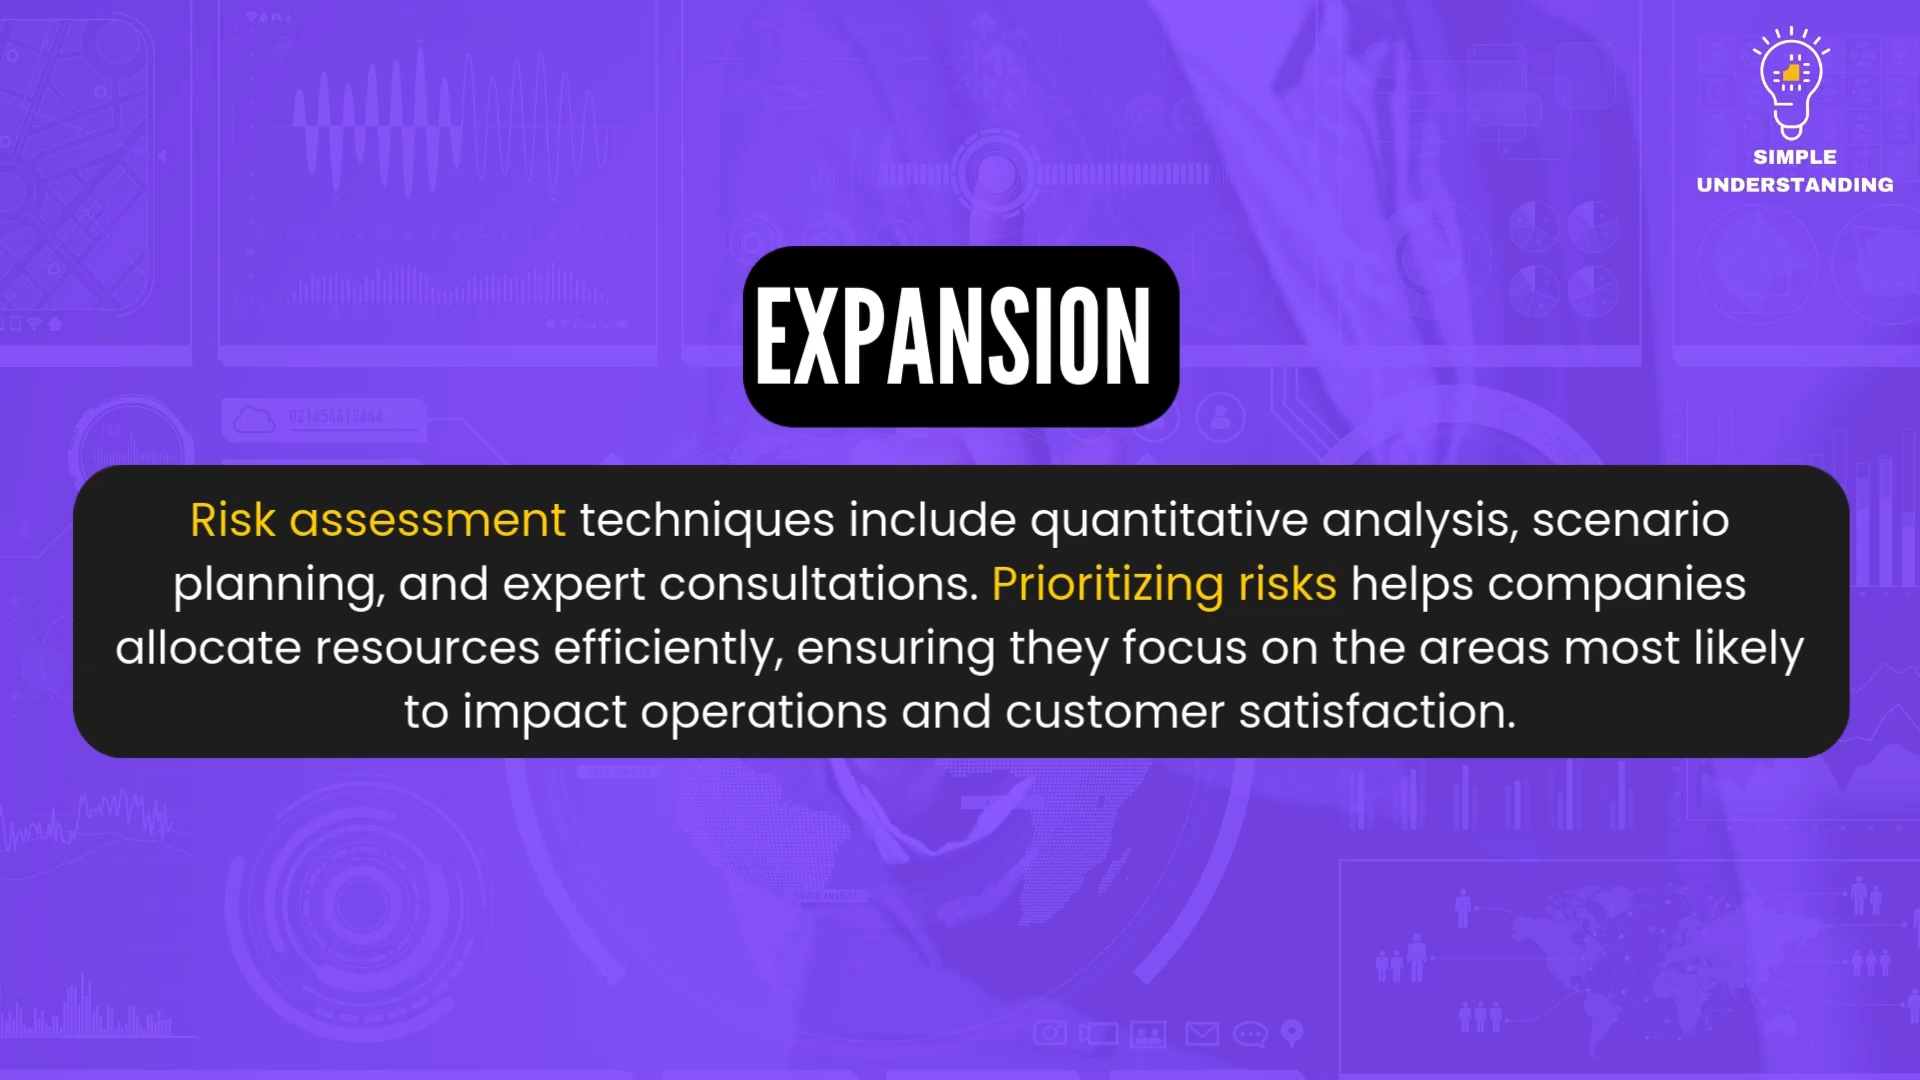 SIMPLE
UNDERSTANDING
EXPANSION
021654615646
Risk assessment techniques include quantitative analysis, scenario
planning, and expert consultations. Prioritizing risks helps companies
allocate resources efficiently, ensuring they focus on the areas most likely
to impact operations and customer satisfaction.